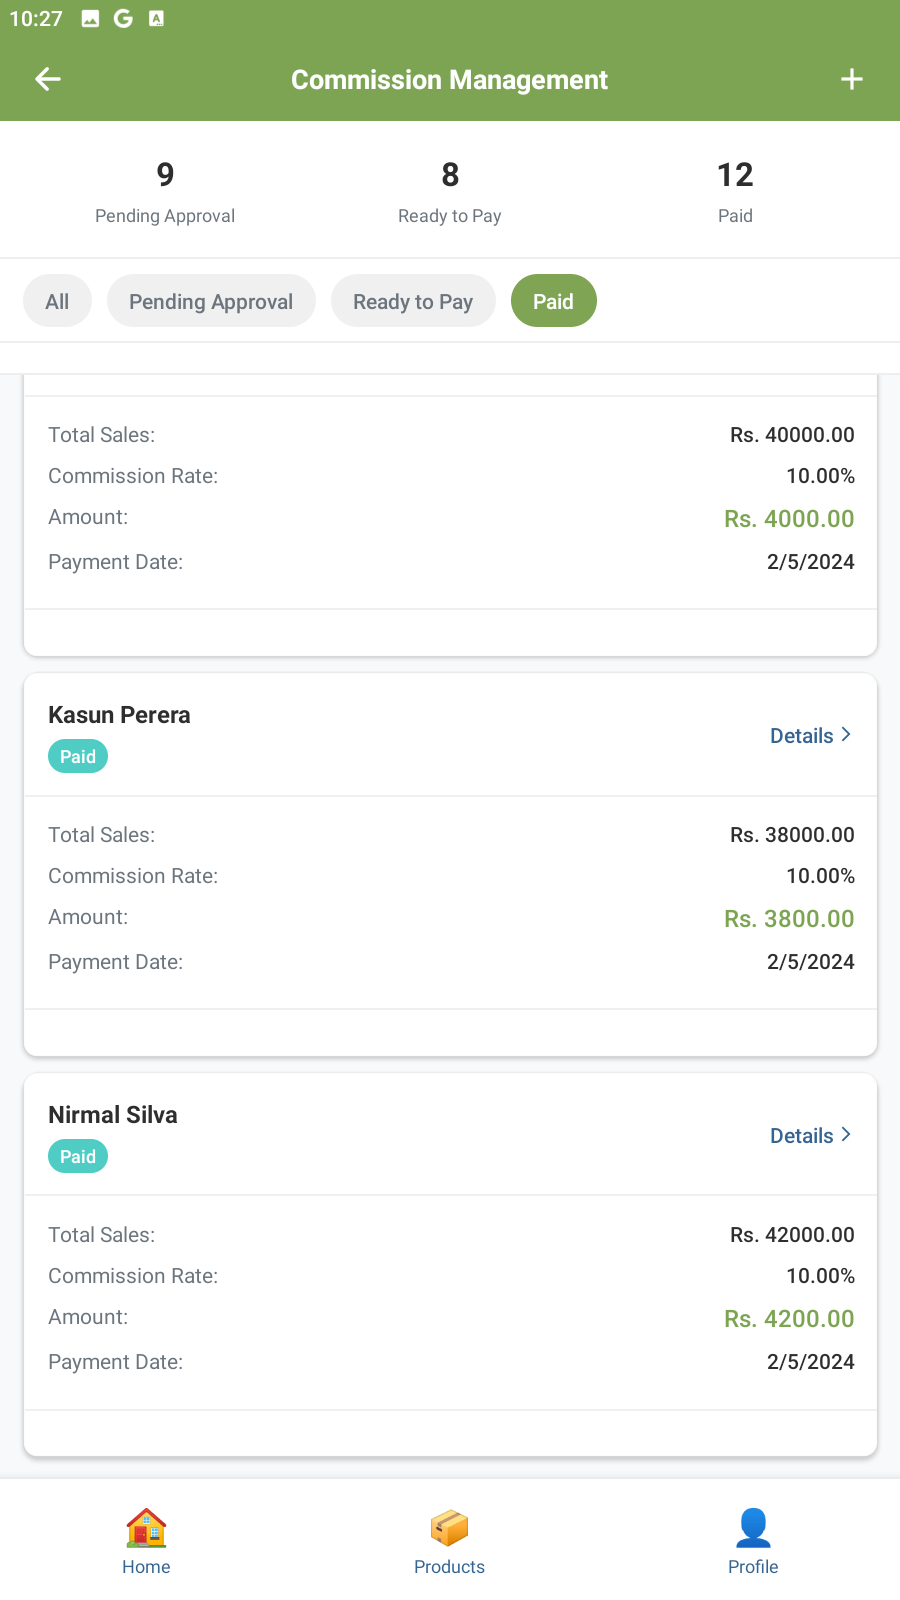 10:27
Commission Management
9 8 12
Pending Approval Ready to Pay Paid
All Pending Approval Ready to Pay Paid
Total Sales: Rs. 40000.00
Commission Rate: 10.00%
Amount: Rs. 4000.00
Payment Date: 2/5/2024
Kasun Perera
Paid
Details
Total Sales: Rs. 38000.00
Commission Rate: 10.00%
Amount: Rs. 3800.00
Payment Date: 2/5/2024
Nirmal Silva
Paid
Details
Total Sales: Rs. 42000.00
Commission Rate: 10.00%
Amount: Rs. 4200.00
Payment Date: 2/5/2024
Home Products Profile